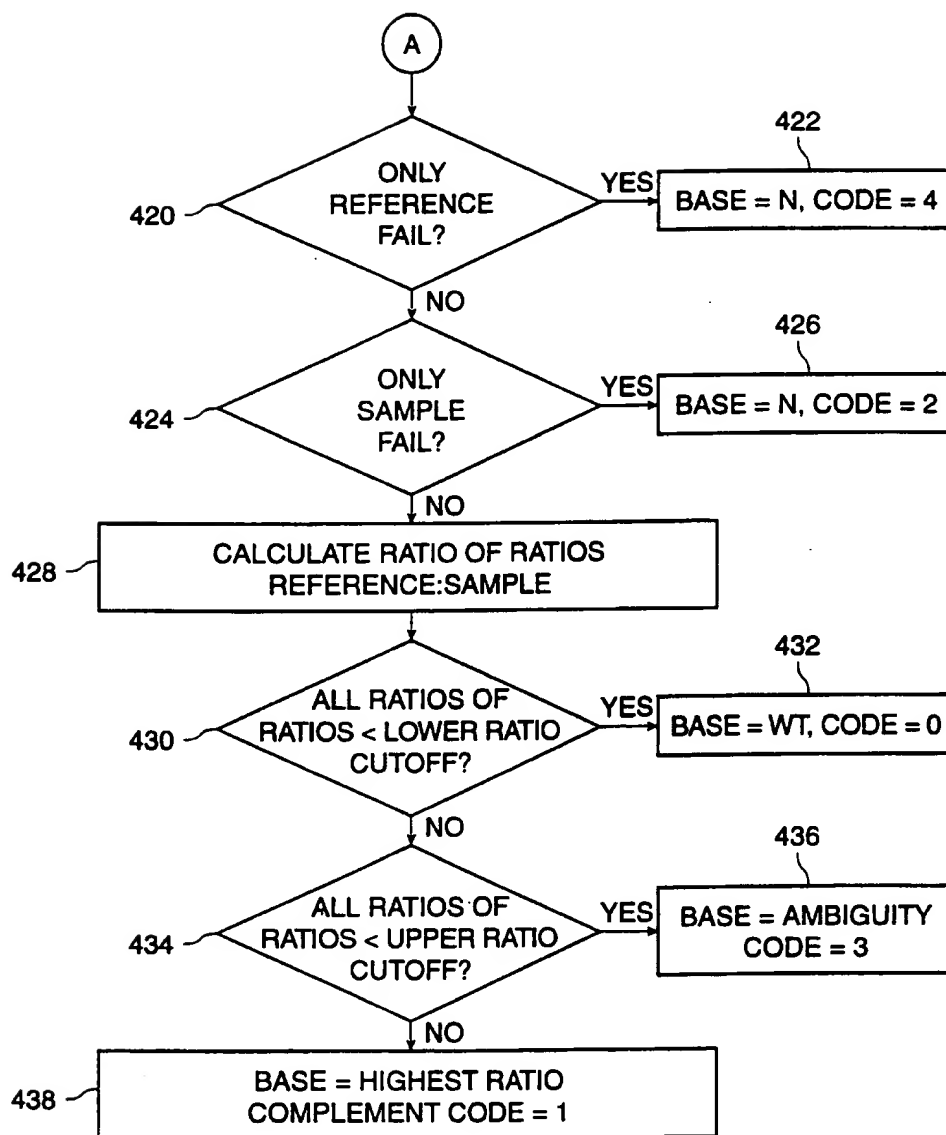 A
ONLY
REFERENCE
FAIL?
420
YES
422
BASE = N, CODE = 4
NO
ONLY
SAMPLE
FAIL?
424
YES
426
BASE = N, CODE = 2
NO
428
CALCULATE RATIO OF RATIOS
REFERENCE:SAMPLE
ALL RATIOS OF
RATIOS < LOWER RATIO
CUTOFF?
430
YES
432
BASE = WT, CODE = 0
NO
ALL RATIOS OF
RATIOS < UPPER RATIO
CUTOFF?
434
YES
436
BASE = AMBIGUITY
CODE = 3
NO
438
BASE = HIGHEST RATIO
COMPLEMENT CODE = 1